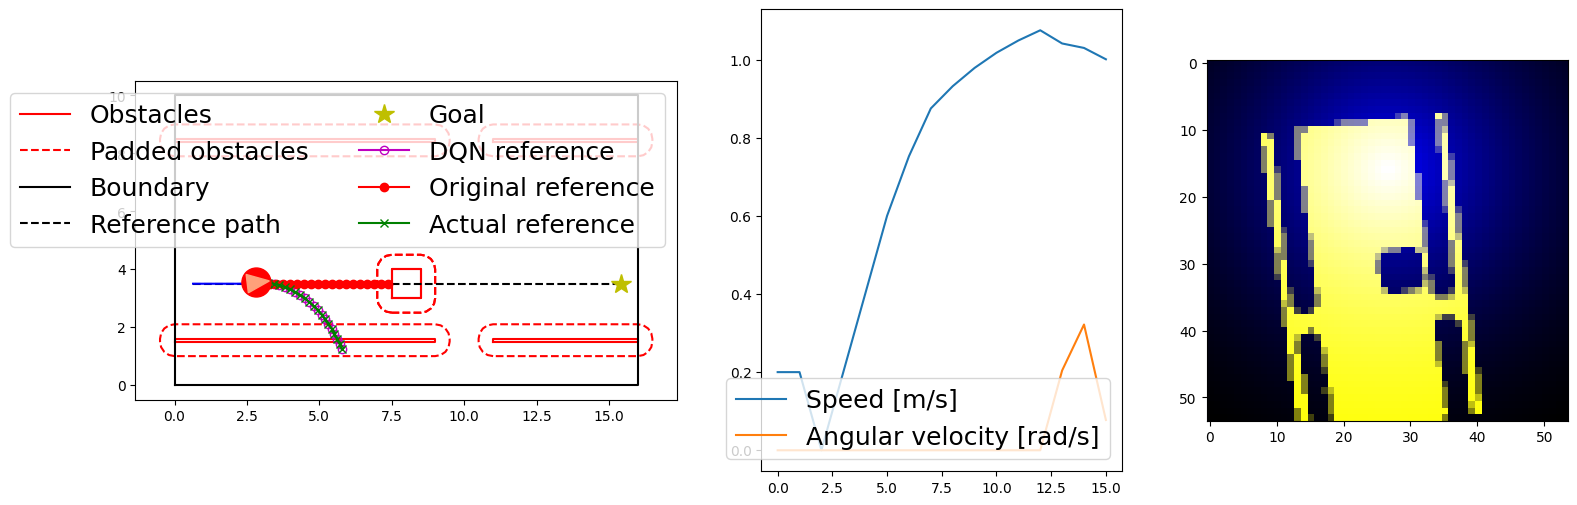 Obstacles
Padded obstacles
Boundary
Reference path
Goal
DQN reference
Original reference
Actual reference
10
6
4
2
0
0.0 2.5 5.0 7.5 10.0 12.5 15.0
1.0
0.8
0.6
0.4
0.2
0.0
Speed [m/s]
Angular velocity [rad/s]
0.0 2.5 5.0 7.5 10.0 12.5 15.0
0
10
20
30
40
50
0 10 20 30 40 50